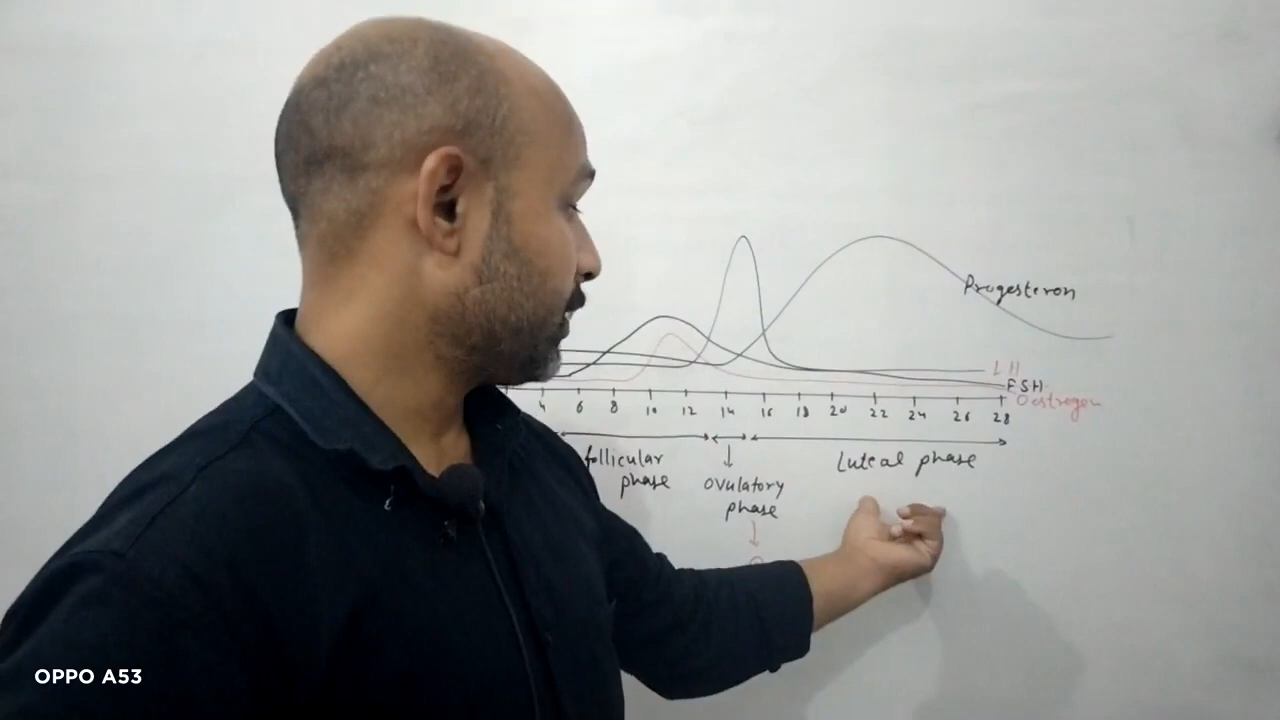 Progesteron
LH
FSH
Oestrogen
4 6 8 10 12 14 16 18 20 22 24 26 28
follicular
phase
ovulatory
phase
Luteal phase
OPPO A53